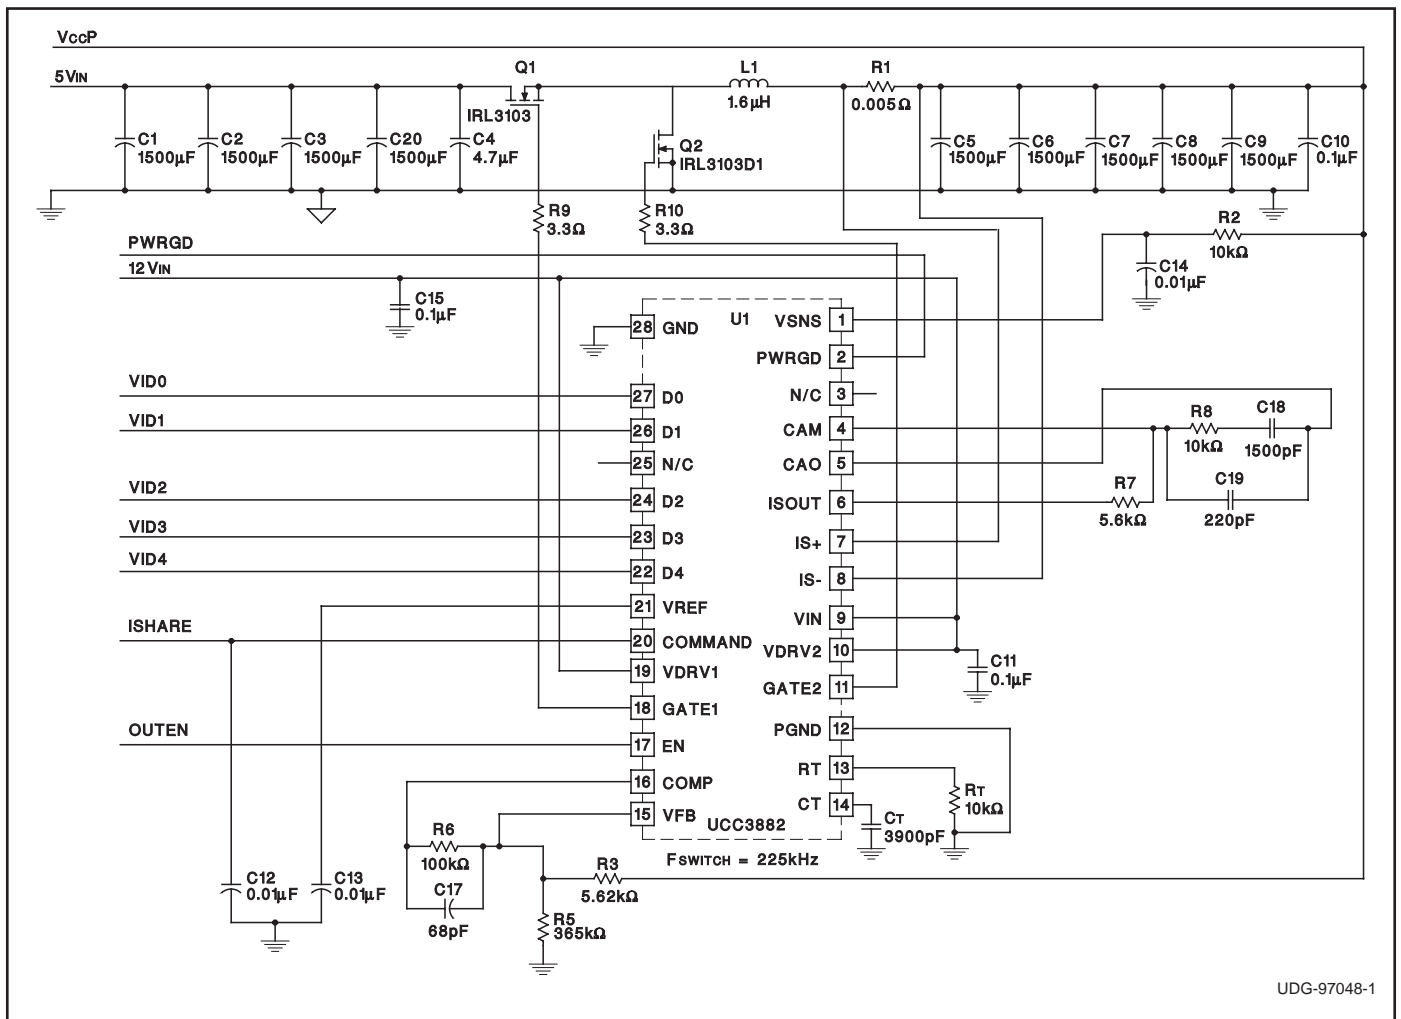 VCCP
5VIN
Q1
IRL3103
L1
1.6µH
R1
0.005Ω
C1
1500µF
C2
1500µF
C3
1500µF
C20
1500µF
C4
4.7µF
Q2
IRL3103D1
C5
1500µF
C6
1500µF
C7
1500µF
C8
1500µF
C9
1500µF
C10
0.1µF
R9
3.3Ω
R10
3.3Ω
R2
10kΩ
PWRGD
12VIN
C14
0.01µF
C15
0.1µF
U1
28 GND
VSNS 1
PWRGD 2
VID0
27 D0
N/C 3
VID1
26 D1
CAM 4
R8
10kΩ
C18
1500pF
25 N/C
CAO 5
C19
220pF
VID2
24 D2
ISOUT 6
R7
5.6kΩ
VID3
23 D3
IS+ 7
VID4
22 D4
IS- 8
21 VREF
VIN 9
ISHARE
20 COMMAND
VDRV2 10
C11
0.1µF
19 VDRV1
GATE2 11
18 GATE1
PGND 12
OUTEN
17 EN
RT 13
RT
10kΩ
16 COMP
CT 14
CT
3900pF
15 VFB
UCC3882
FSWITCH = 225kHz
R6
100kΩ
C17
68pF
R3
5.62kΩ
C12
0.01µF
C13
0.01µF
R5
365kΩ
UDG-97048-1